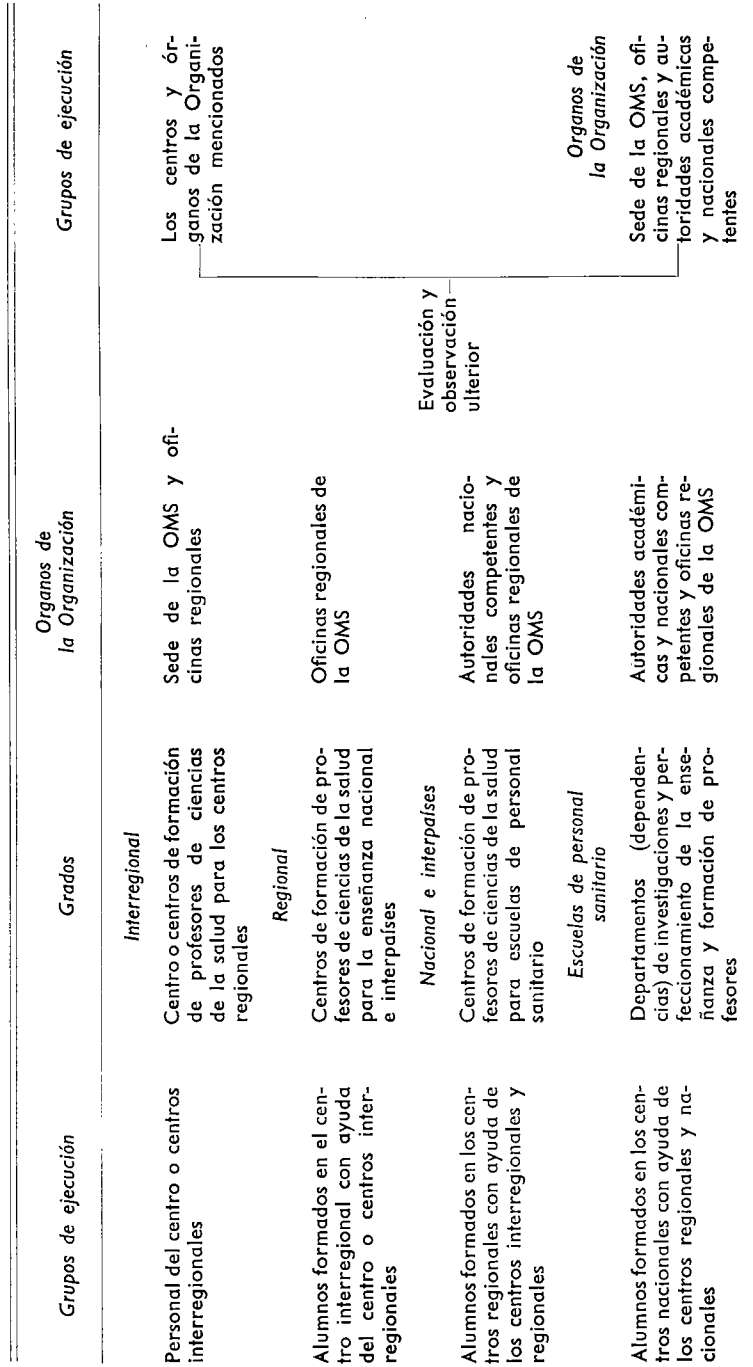 Grupos de ejecución
Grados
Organos de
la Organización
Grupos de ejecución
Interregional
Personal del centro o centros
interregionales
Centro o centros de formación
de profesores de ciencias
de la salud para los centros
regionales
Sede de la OMS y ofi-
cinas regionales
Los centros y ór-
ganos de la Organi-
zación mencionados
Regional
Alumnos formados en el cen-
tro interregional con ayuda
del centro o centros inter-
regionales
Centros de formación de pro-
fesores de ciencias de la salud
para la enseñanza nacional
e interpaíses
Oficinas regionales de
la OMS
Evaluación y
observación
ulterior
Nacional e interpaíses
Alumnos formados en los cen-
tros regionales con ayuda de
los centros interregionales y
regionales
Centros de formación de pro-
fesores de ciencias de la salud
para escuelas de personal
sanitario
Autoridades nacio-
nales competentes y
oficinas regionales de
la OMS
Escuelas de personal
sanitario
Organos de
la Organización
Alumnos formados en los cen-
tros nacionales con ayuda de
los centros regionales y na-
cionales
Departamentos (dependen-
cias) de investigaciones y per-
feccionamiento de la ense-
ñanza y formación de pro-
fesores
Autoridades académi-
cas y nacionales com-
petentes y oficinas re-
gionales de la OMS
Sede de la OMS, ofi-
cinas regionales y au-
toridades académicas
y nacionales compe-
tentes